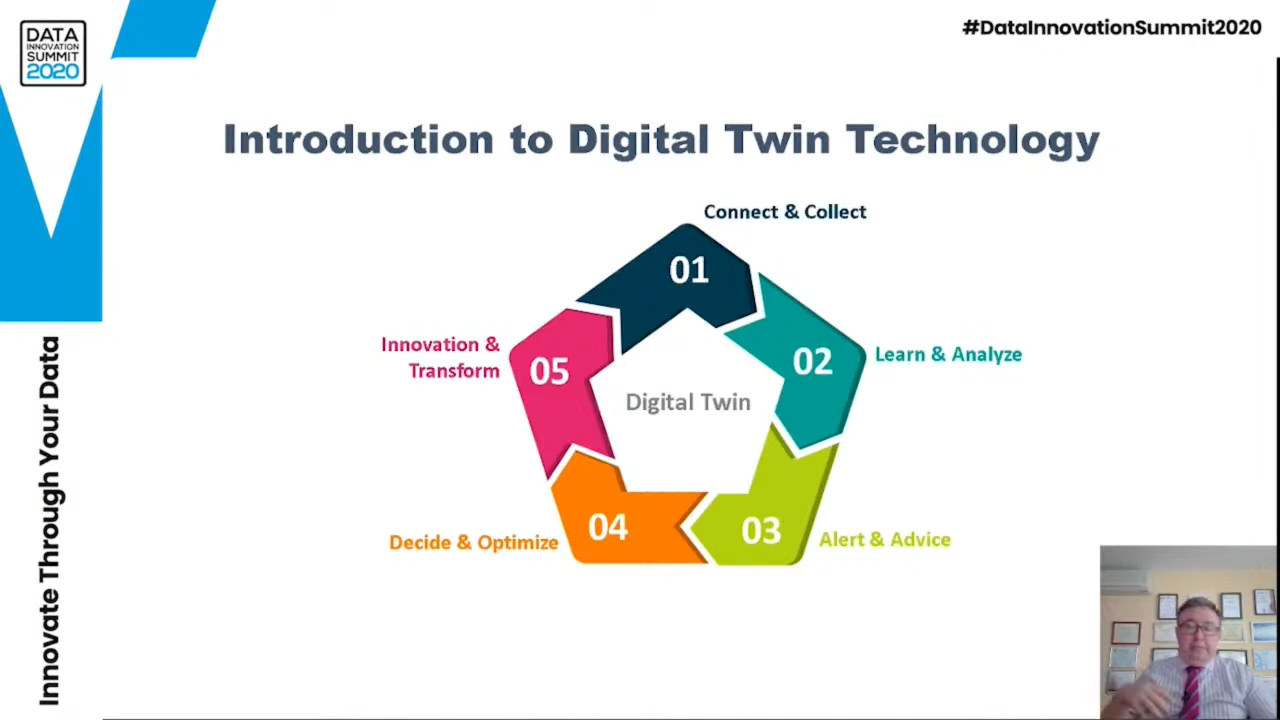 DATA
INNOVATION
SUMMIT
2020
#DataInnovationSummit2020
Innovate Through Your Data
Introduction to Digital Twin Technology
Connect & Collect
01
02
Learn & Analyze
Innovation &
Transform
05
Digital Twin
Decide & Optimize
04
03
Alert & Advice